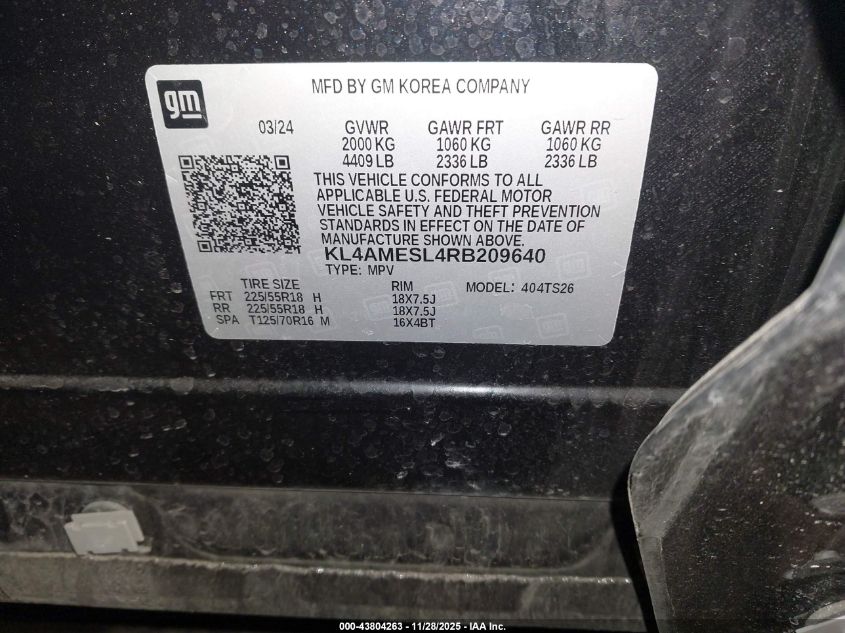 gm
MFD BY GM KOREA COMPANY
03/24 GVWR GAWR FRT GAWR RR
2000 KG 1060 KG 1060 KG
4409 LB 2336 LB 2336 LB
THIS VEHICLE CONFORMS TO ALL
APPLICABLE U.S. FEDERAL MOTOR
VEHICLE SAFETY AND THEFT PREVENTION
STANDARDS IN EFFECT ON THE DATE OF
MANUFACTURE SHOWN ABOVE.
KL4AMESL4RB209640
TYPE: MPV
TIRE SIZE RIM MODEL: 404TS26
FRT 225/55R18 H 18X7.5J
RR 225/55R18 H 18X7.5J
SPA T125/70R16 M 16X4BT
000-43804263 - 11/28/2025 - IAA Inc.